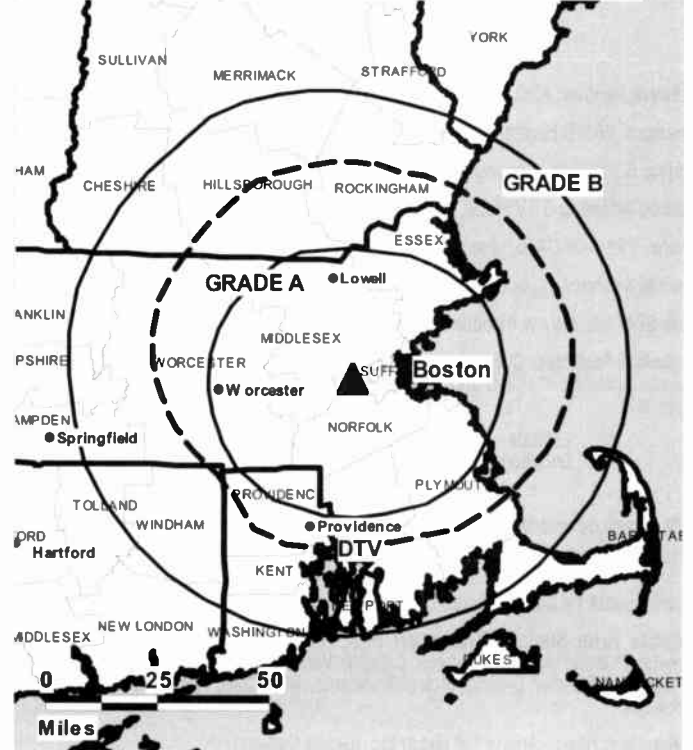 YORK
SULLIVAN
MERRIMACK
STRAFFORD
HAM
CHESHIRE
HILLSBOROUGH
ROCKINGHAM
GRADE B
ESSEX
GRADE A
Lowell
ANKLIN
MIDDLESEX
PSHIRE
WORCESTER
SUFF
Boston
Worcester
AMPDEN
NORFOLK
Springfield
PLYMOUT
PROVIDENC
TOLLAND
WINDHAM
Providence
ORD
DTV
Hartford
KENT
NEW LONDON
WASHINGTON
MIDDLESEX
DUKES
0 25 50
Miles